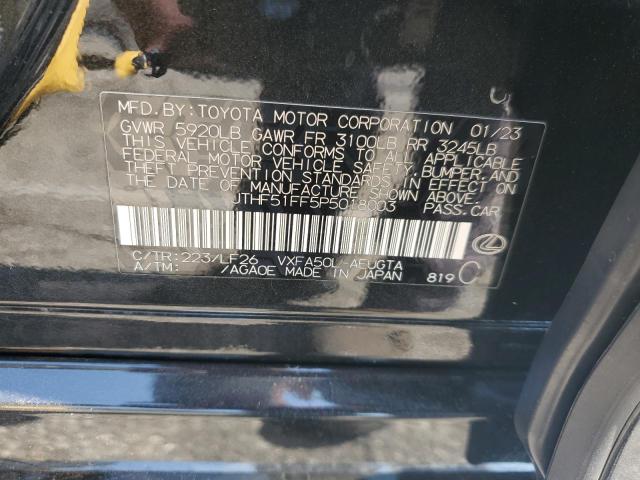 MFD.BY:TOYOTA MOTOR CORPORATION 01/23
GVWR 5920LB GAWR FR 3100LB RR 3245LB
THIS VEHICLE CONFORMS TO ALL APPLICABLE
FEDERAL MOTOR VEHICLE SAFETY, BUMPER, AND
THEFT PREVENTION STANDARDS IN EFFECT
ON THE DATE OF MANUFACTURE SHOWN ABOVE.
JTHF51FF5P5018003 PASS.CAR
C/TR:223/LF26 VXFA50L-AEUGTA
A/TM: /AGA0E MADE IN JAPAN 819 C